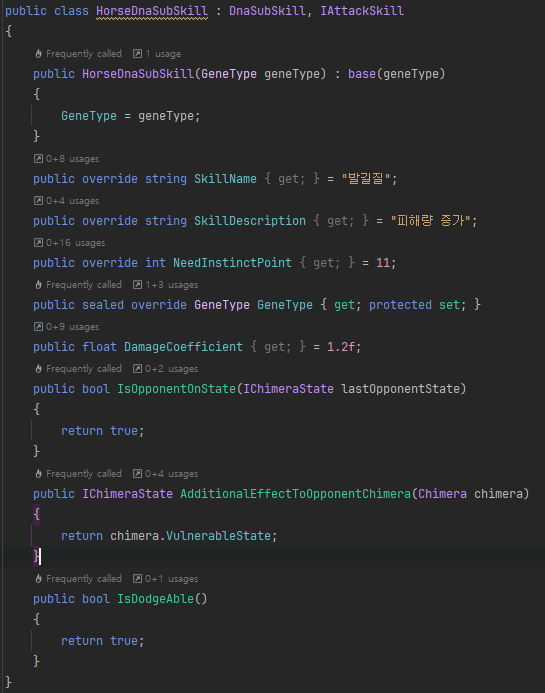 public class HorseDnaSubSkill : DnaSubSkill, IAttackSkill
{
Frequently called 1 usage
public HorseDnaSubSkill(GeneType geneType) : base(geneType)
{
GeneType = geneType;
}
0+8 usages
public override string SkillName { get; } = "발길질";
0+4 usages
public override string SkillDescription { get; } = "피해량 증가";
0+16 usages
public override int NeedInstinctPoint { get; } = 11;
Frequently called 1+3 usages
public sealed override GeneType GeneType { get; protected set; }
0+9 usages
public float DamageCoefficient { get; } = 1.2f;
Frequently called 0+2 usages
public bool IsOpponentOnState(IChimeraState lastOpponentState)
{
return true;
}
Frequently called 0+4 usages
public IChimeraState AdditionalEffectToOpponentChimera(Chimera chimera)
{
return chimera.VulnerableState;
}
Frequently called 0+1 usages
public bool IsDodgeAble()
{
return true;
}
}